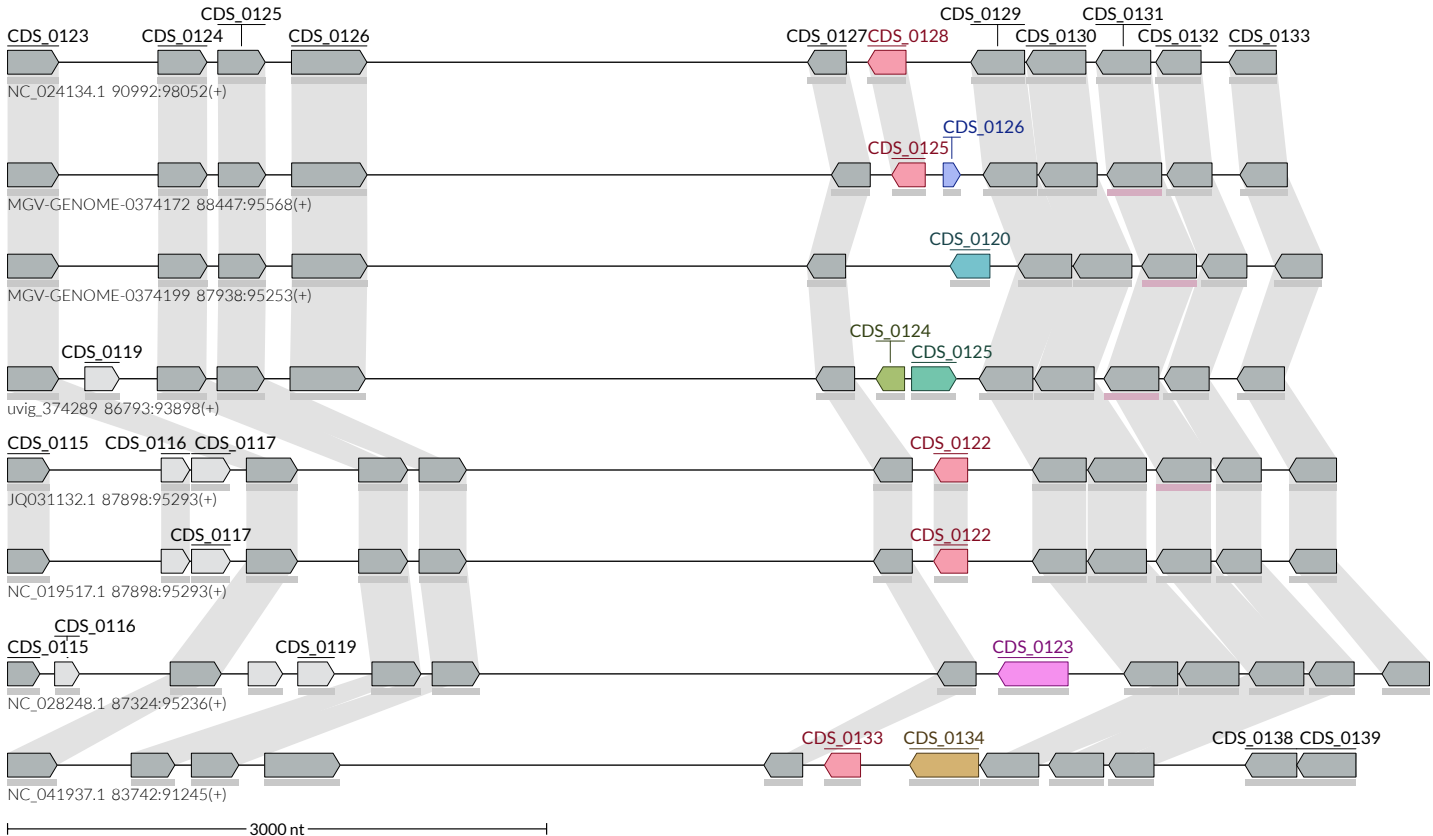 CDS_0125 CDS_0129 CDS_0131
CDS_0123 CDS_0124 CDS_0126 CDS_0127 CDS_0128 CDS_0130 CDS_0132 CDS_0133
NC_024134.1 90992:98052(+)
CDS_0126
CDS_0125
MGV-GENOME-0374172 88447:95568(+)
CDS_0120
MGV-GENOME-0374199 87938:95253(+)
CDS_0124
CDS_0119 CDS_0125
uvig_374289 86793:93898(+)
CDS_0115 CDS_0116 CDS_0117 CDS_0122
JQ031132.1 87898:95293(+)
CDS_0117 CDS_0122
NC_019517.1 87898:95293(+)
CDS_0116
CDS_0115 CDS_0119 CDS_0123
NC_028248.1 87324:95236(+)
CDS_0133 CDS_0134 CDS_0138 CDS_0139
NC_041937.1 83742:91245(+)
3000 nt